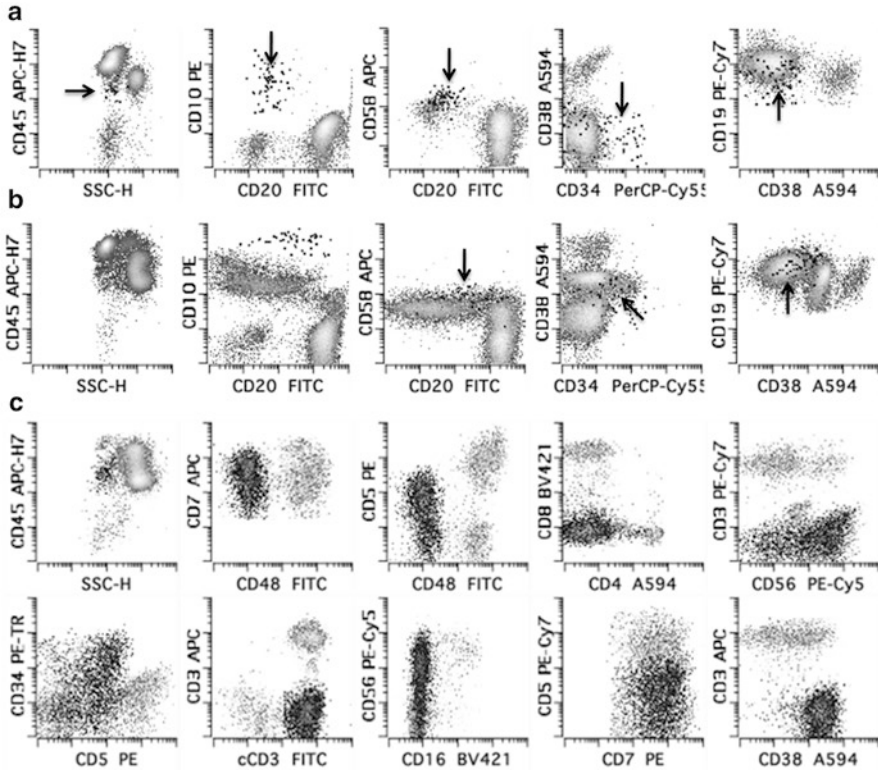 a
CD45 APC-H7
SSC-H
CD10 PE
CD20 FITC
CD58 APC
CD20 FITC
CD38 A594
CD34 PerCP-Cy55
CD19 PE-Cy7
CD38 A594
b
CD45 APC-H7
SSC-H
CD10 PE
CD20 FITC
CD58 APC
CD20 FITC
CD38 A594
CD34 PerCP-Cy55
CD19 PE-Cy7
CD38 A594
c
CD45 APC-H7
SSC-H
CD7 APC
CD48 FITC
CD5 PE
CD48 FITC
CD8 BV421
CD4 A594
CD3 PE-Cy7
CD56 PE-Cy5
CD34 PE-TR
CD5 PE
CD3 APC
cCD3 FITC
CD56 PE-Cy5
CD16 BV421
CD5 PE-Cy7
CD7 PE
CD3 APC
CD38 A594